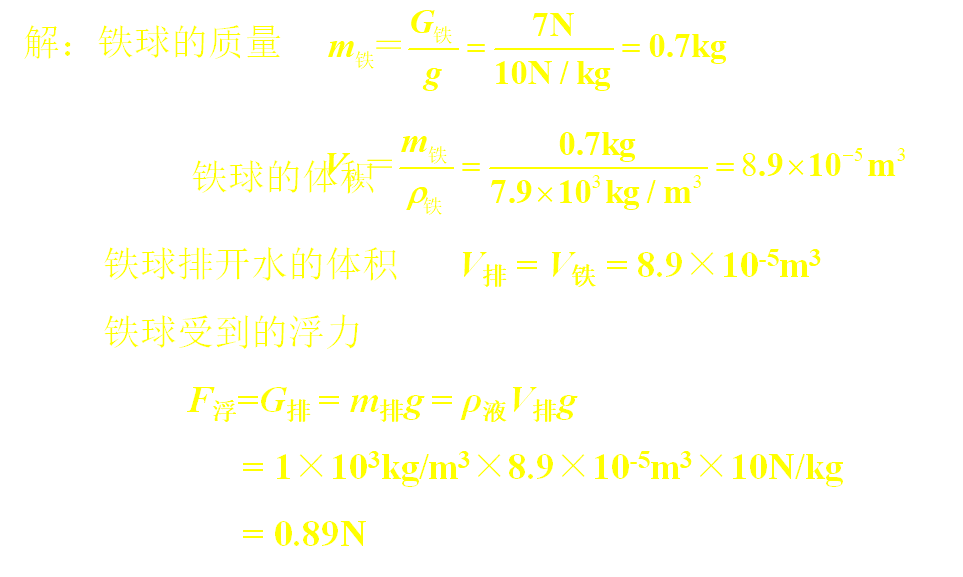 解：铁球的质量 m铁＝G铁/g = 7N/10N / kg = 0.7kg
铁球的体积 V铁＝m铁/ρ铁 = 0.7kg/7.9×10³kg / m³ = 8.9×10⁻⁵m³
铁球排开水的体积 V排 = V铁 = 8.9×10⁻⁵m³
铁球受到的浮力
F浮=G排 = m排g = ρ液V排g
= 1×10³kg/m³×8.9×10⁻⁵m³×10N/kg
= 0.89N